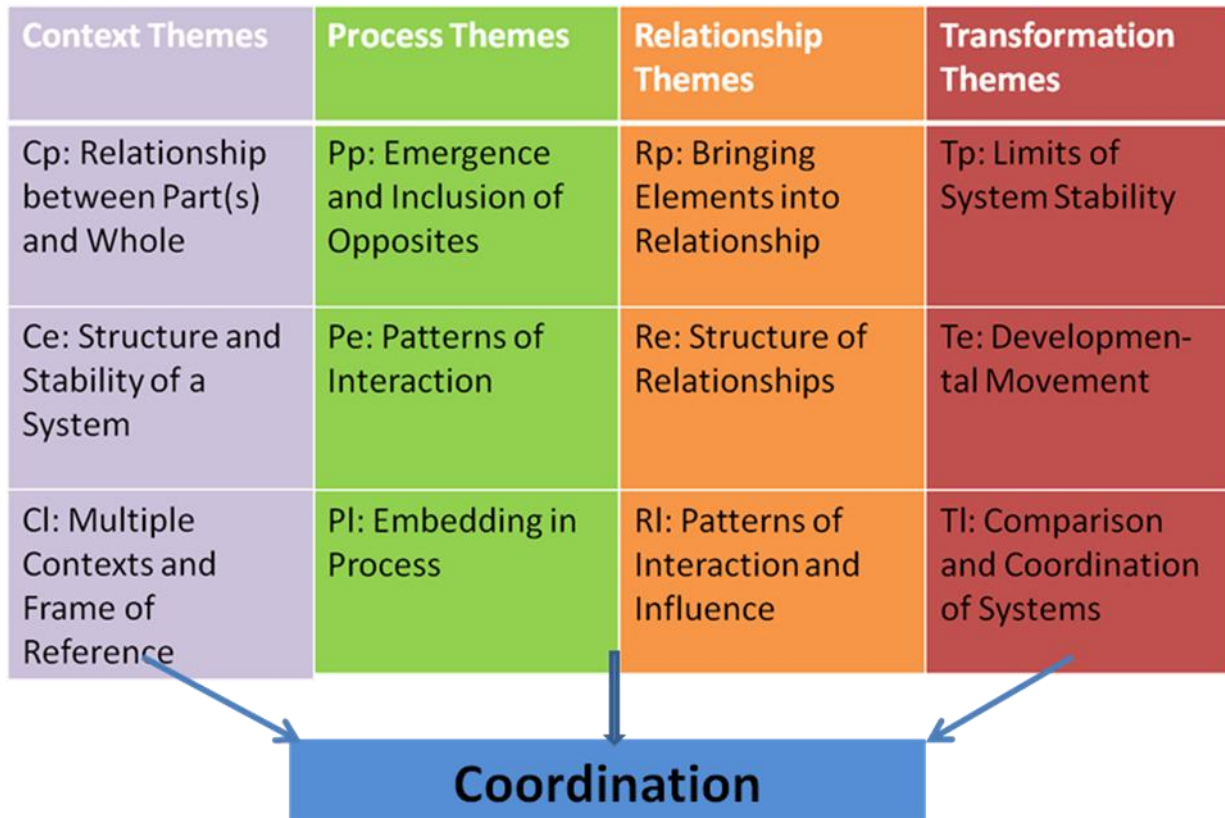 Context Themes
Process Themes
Relationship
Themes
Transformation
Themes
Cp: Relationship
between Part(s)
and Whole
Pp: Emergence
and Inclusion of
Opposites
Rp: Bringing
Elements into
Relationship
Tp: Limits of
System Stability
Ce: Structure and
Stability of a
System
Pe: Patterns of
Interaction
Re: Structure of
Relationships
Te: Developmen-
tal Movement
Cl: Multiple
Contexts and
Frame of
Reference
Pl: Embedding in
Process
Rl: Patterns of
Interaction and
Influence
Tl: Comparison
and Coordination
of Systems
Coordination